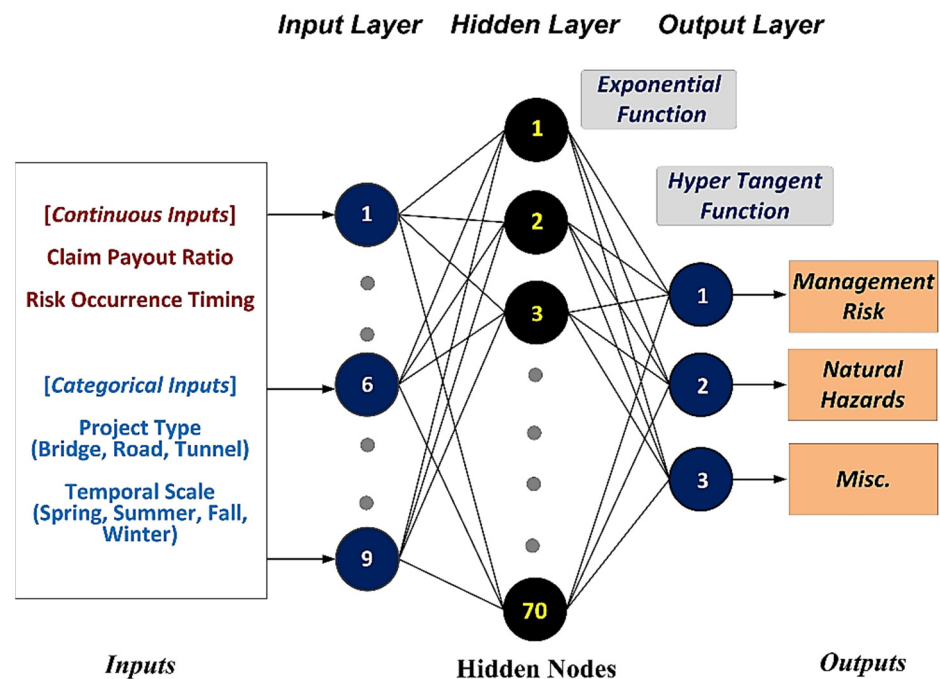 Input Layer Hidden Layer Output Layer
Exponential
Function
Hyper Tangent
Function
[Continuous Inputs]
Claim Payout Ratio
Risk Occurrence Timing
[Categorical Inputs]
Project Type
(Bridge, Road, Tunnel)
Temporal Scale
(Spring, Summer, Fall,
Winter)
1
6
9
1
2
3
70
1
2
3
Management
Risk
Natural
Hazards
Misc.
Inputs
Hidden Nodes
Outputs